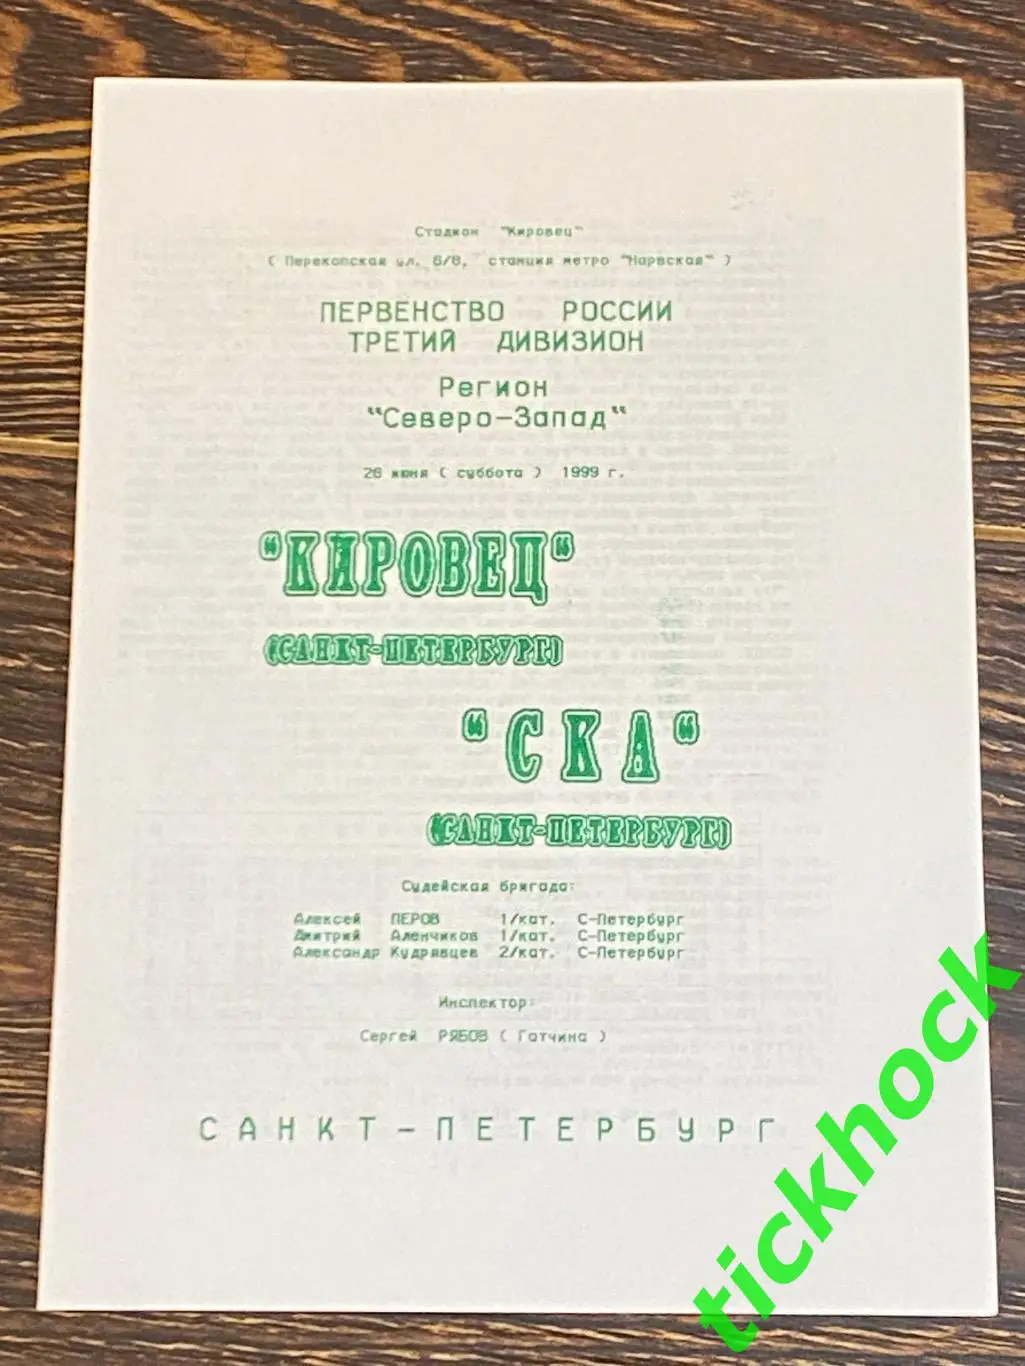 Стадион "Кировец"
( Перекопская ул. 6/8, станция метро "Нарвская" )
ПЕРВЕНСТВО РОССИИ
ТРЕТИЙ ДИВИЗИОН
Регион
"Северо-Запад"
26 июня ( суббота ) 1999 г.
"КИРОВЕЦ"
(САНКТ-ПЕТЕРБУРГ)
"СКА"
(САНКТ-ПЕТЕРБУРГ)
Судейская бригада:
Алексей ПЕРОВ 1/кат. С-Петербург
Дмитрий Аленчиков 1/кат. С-Петербург
Александр Кудрявцев 2/кат. С-Петербург
Инспектор:
Сергей РЯБОВ ( Гатчина )
САНКТ-ПЕТЕРБУРГ
tickhock